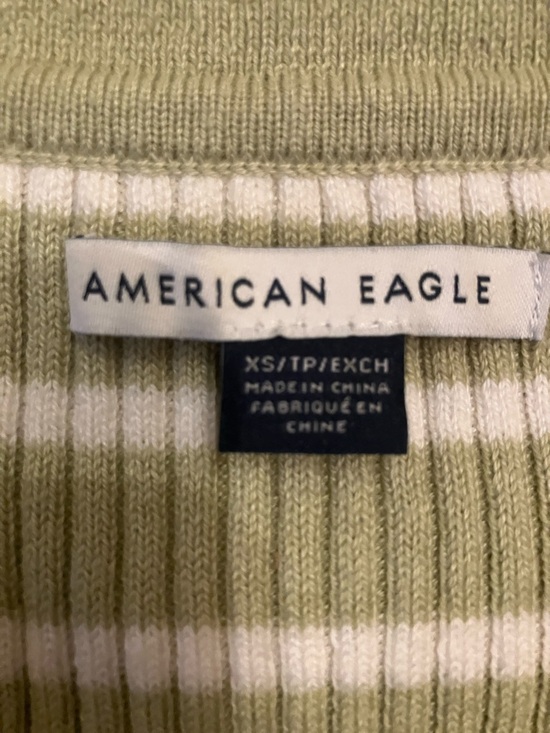 AMERICAN EAGLE
XS/TP/EXCH
MADE IN CHINA
FABRIQUÉ EN
CHINE